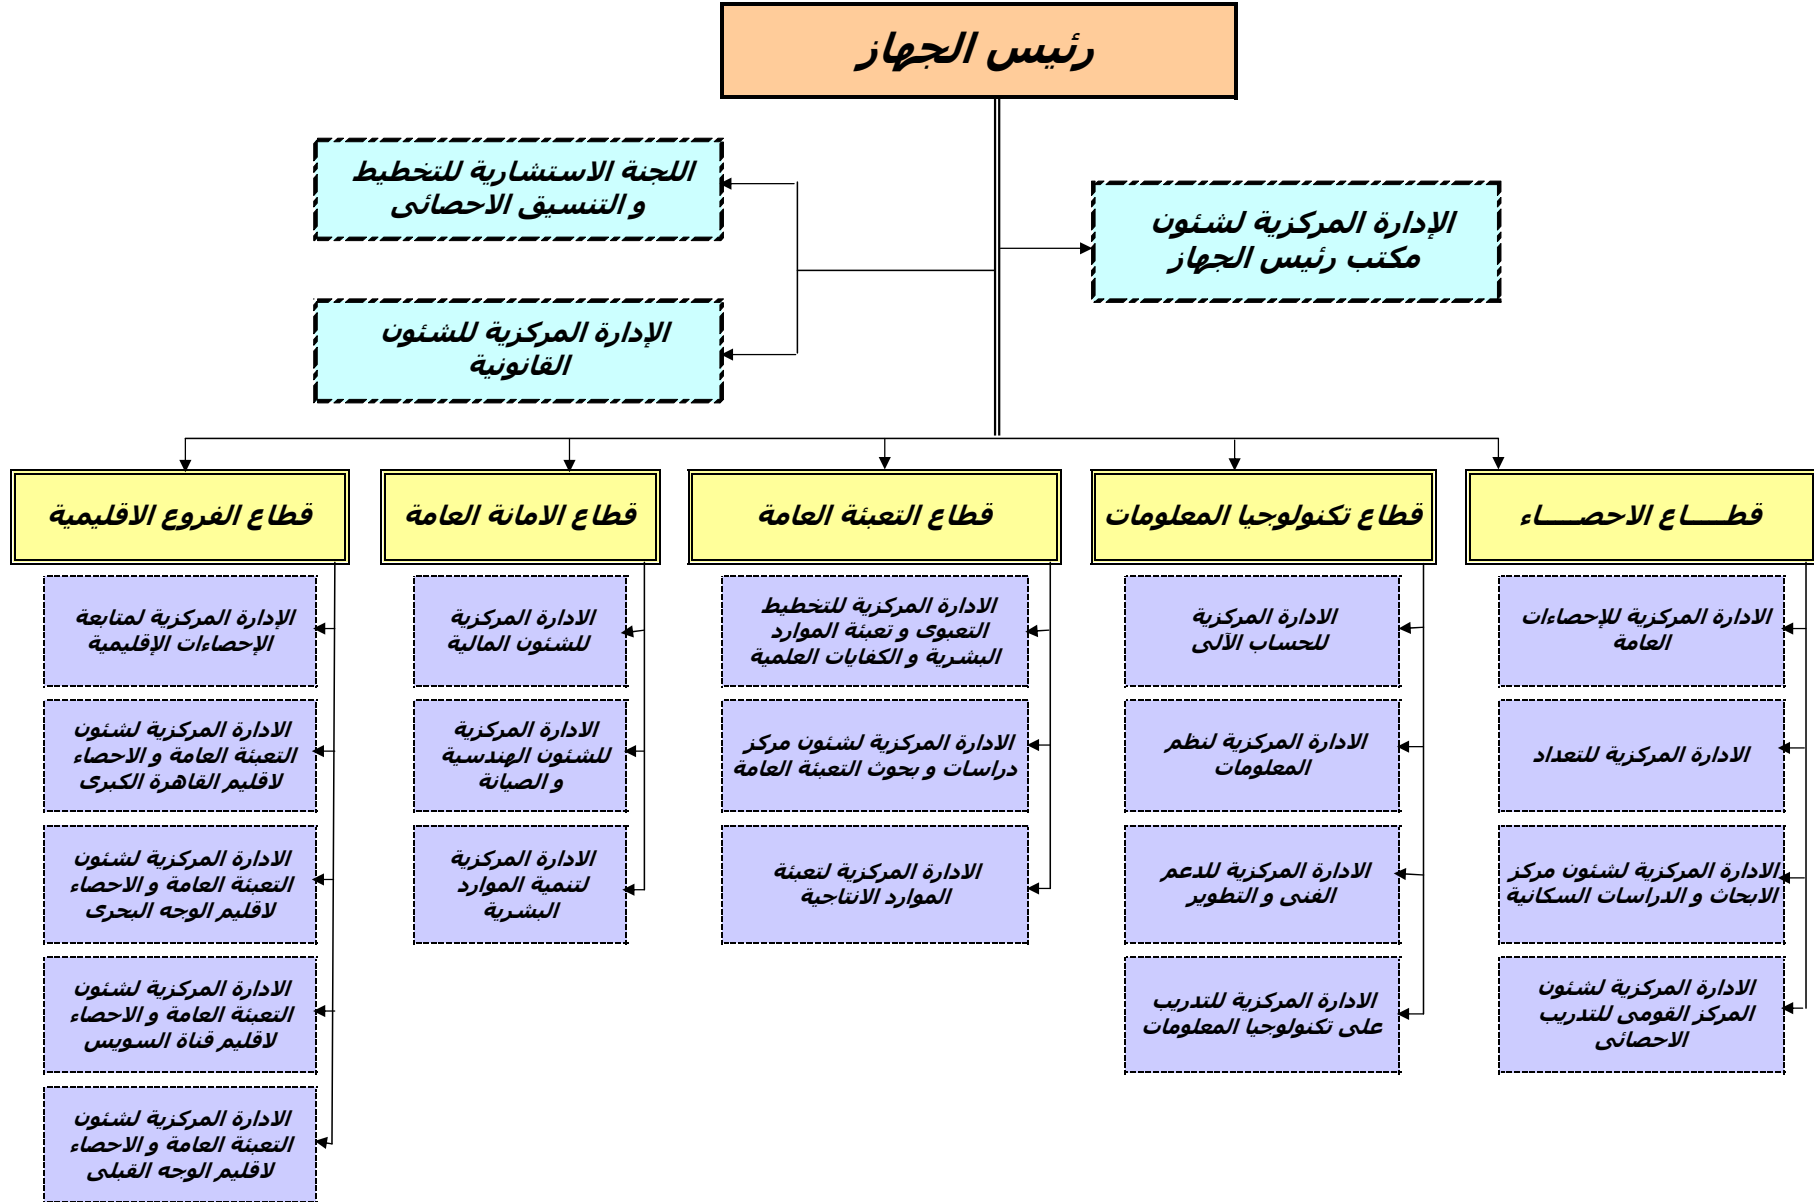 رئيس الجهاز
الإدارة المركزية لشئون
مكتب رئيس الجهاز
اللجنة الاستشارية للتخطيط
و التنسيق الاحصائى
الإدارة المركزية للشئون
القانونية
قطـــــاع الاحصـــــاء
الادارة المركزية للإحصاءات
العامة
الادارة المركزية للتعداد
الادارة المركزية لشئون مركز
الابحاث و الدراسات السكانية
الادارة المركزية لشئون
المركز القومى للتدريب
الاحصائى
قطاع تكنولوجيا المعلومات
الادارة المركزية
للحساب الآلى
الادارة المركزية لنظم
المعلومات
الادارة المركزية للدعم
الفنى و التطوير
الادارة المركزية للتدريب
على تكنولوجيا المعلومات
قطاع التعبئة العامة
الادارة المركزية للتخطيط
التعبوى و تعبئة الموارد
البشرية و الكفايات العلمية
الادارة المركزية لشئون مركز
دراسات و بحوث التعبئة العامة
الادارة المركزية لتعبئة
الموارد الانتاجية
قطاع الامانة العامة
الادارة المركزية
للشئون المالية
الادارة المركزية
للشئون الهندسية
و الصيانة
الادارة المركزية
لتنمية الموارد
البشرية
قطاع الفروع الاقليمية
الإدارة المركزية لمتابعة
الإحصاءات الإقليمية
الادارة المركزية لشئون
التعبئة العامة و الاحصاء
لاقليم القاهرة الكبرى
الادارة المركزية لشئون
التعبئة العامة و الاحصاء
لاقليم الوجه البحرى
الادارة المركزية لشئون
التعبئة العامة و الاحصاء
لاقليم قناة السويس
الادارة المركزية لشئون
التعبئة العامة و الاحصاء
لاقليم الوجه القبلى